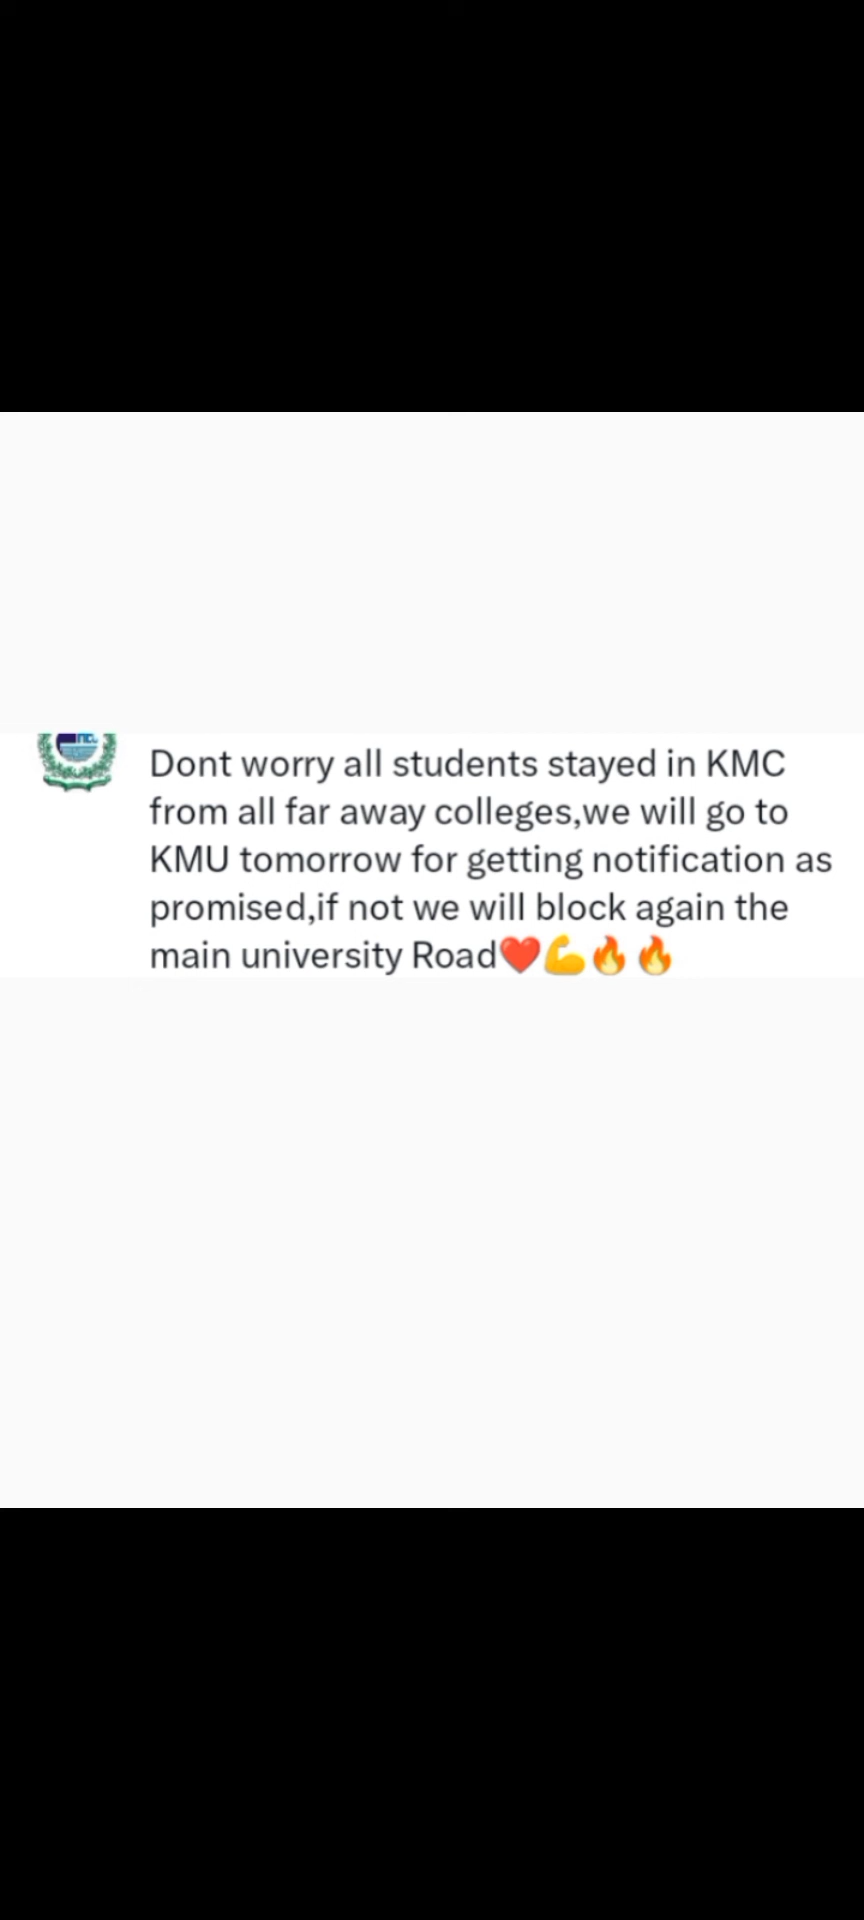 Dont worry all students stayed in KMC
from all far away colleges,we will go to
KMU tomorrow for getting notification as
promised,if not we will block again the
main university Road❤️💪🔥🔥